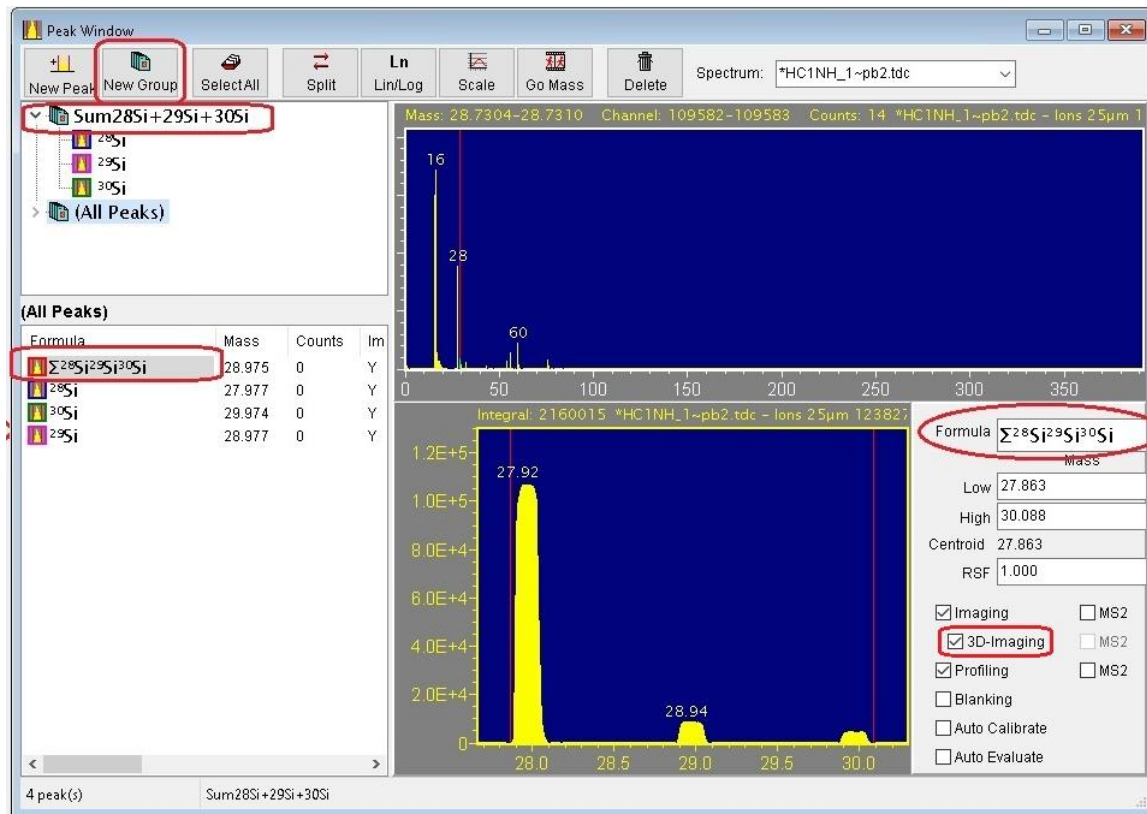 Peak Window
New Peak New Group SelectAll Split Ln Lin/Log Scale Go Mass Delete Spectrum: *HC1NH_1~pb2.tdc
Sum28Si+29Si+30Si
²⁸Si
²⁹Si
³⁰Si
(All Peaks)
(All Peaks)
Formula Mass Counts Im
Σ²⁸Si²⁹Si³⁰Si 28.975 0 Y
²⁸Si 27.977 0 Y
³⁰Si 29.974 0 Y
²⁹Si 28.977 0 Y
Mass: 28.7304-28.7310 Channel: 109582-109583 Counts: 14 *HC1NH_1~pb2.tdc - Ions 25µm 1
16
28
60
0 50 100 150 200 250 300 350
Integral: 2160015 *HC1NH_1~pb2.tdc - Ions 25µm 123827
1.2E+5
1.0E+5
8.0E+4
6.0E+4
4.0E+4
2.0E+4
0
27.92
28.94
28.0 28.5 29.0 29.5 30.0
Formula Σ²⁸Si²⁹Si³⁰Si
Mass
Low 27.863
High 30.088
Centroid 27.863
RSF 1.000
Imaging MS2
3D-Imaging MS2
Profiling MS2
Blanking
Auto Calibrate
Auto Evaluate
4 peak(s) Sum28Si+29Si+30Si